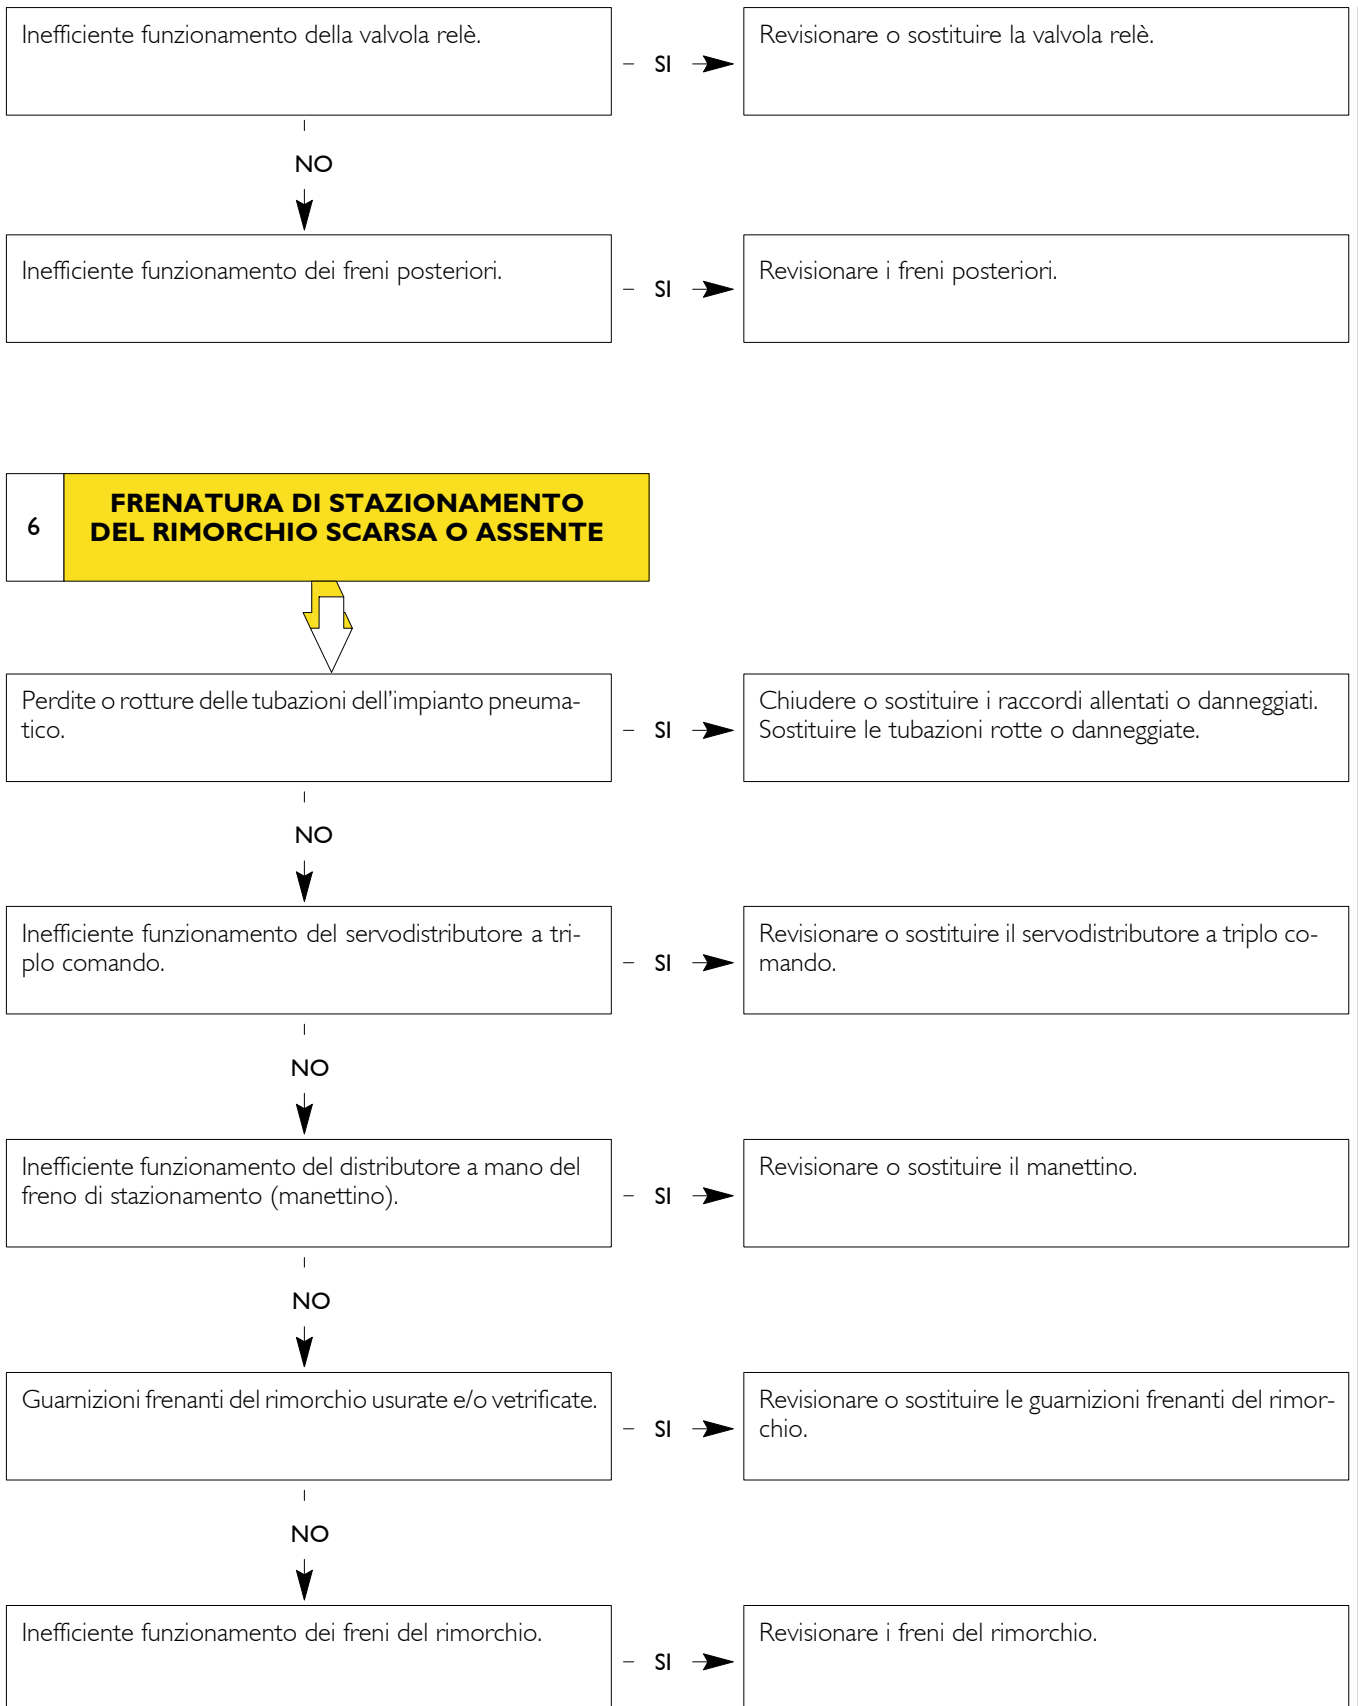 Inefficiente funzionamento della valvola relè.
SI
Revisionare o sostituire la valvola relè.
NO
Inefficiente funzionamento dei freni posteriori.
SI
Revisionare i freni posteriori.
6
FRENATURA DI STAZIONAMENTO
DEL RIMORCHIO SCARSA O ASSENTE
Perdite o rotture delle tubazioni dell'impianto pneuma-
tico.
SI
Chiudere o sostituire i raccordi allentati o danneggiati.
Sostituire le tubazioni rotte o danneggiate.
NO
Inefficiente funzionamento del servodistributore a tri-
plo comando.
SI
Revisionare o sostituire il servodistributore a triplo co-
mando.
NO
Inefficiente funzionamento del distributore a mano del
freno di stazionamento (manettino).
SI
Revisionare o sostituire il manettino.
NO
Guarnizioni frenanti del rimorchio usurate e/o vetrificate.
SI
Revisionare o sostituire le guarnizioni frenanti del rimor-
chio.
NO
Inefficiente funzionamento dei freni del rimorchio.
SI
Revisionare i freni del rimorchio.